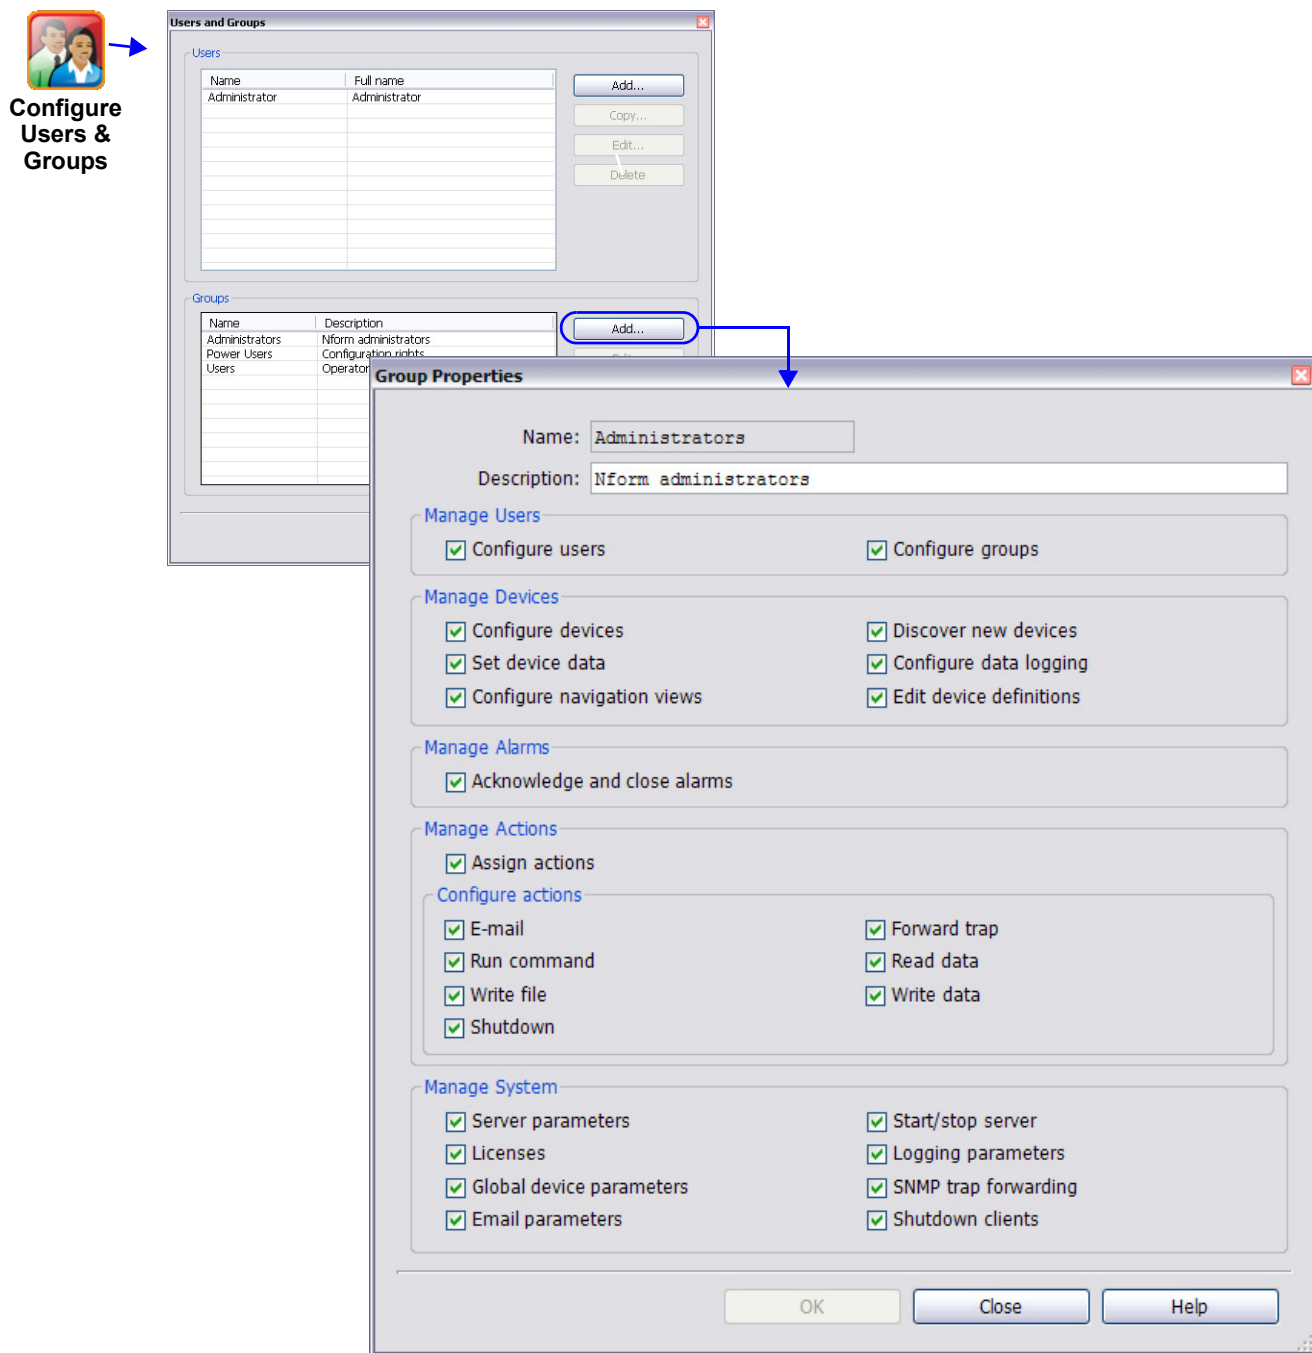 Configure
Users &
Groups
Users and Groups
Users
Name Full name
Administrator Administrator
Add...
Copy...
Edit...
Delete
Groups
Name Description
Administrators Nform administrators
Power Users Configuration rights
Users Operator
Add...
Group Properties
Name: Administrators
Description: Nform administrators
Manage Users
Configure users Configure groups
Manage Devices
Configure devices Discover new devices
Set device data Configure data logging
Configure navigation views Edit device definitions
Manage Alarms
Acknowledge and close alarms
Manage Actions
Assign actions
Configure actions
E-mail Forward trap
Run command Read data
Write file Write data
Shutdown
Manage System
Server parameters Start/stop server
Licenses Logging parameters
Global device parameters SNMP trap forwarding
Email parameters Shutdown clients
OK Close Help